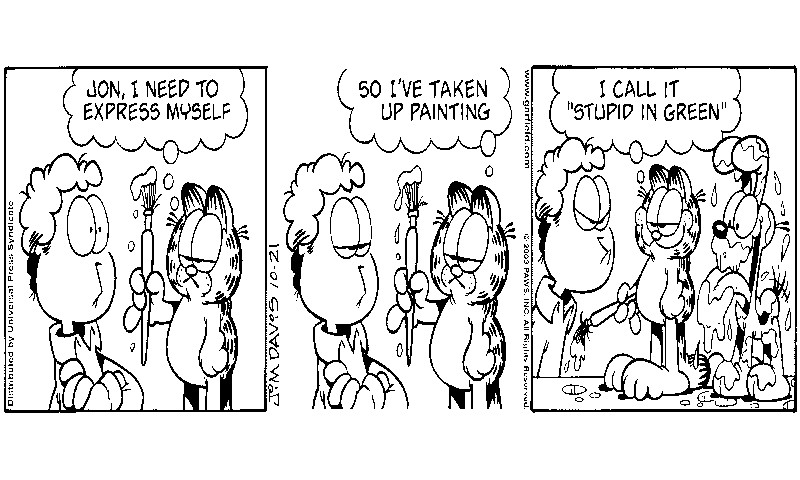 JON, I NEED TO
EXPRESS MYSELF
SO I'VE TAKEN
UP PAINTING
I CALL IT
"STUPID IN GREEN"
Distributed by Universal Press Syndicate
JIM DAVIS 10-21
www.garfield.com
© 2003 PAWS, INC. All Rights Reserved.